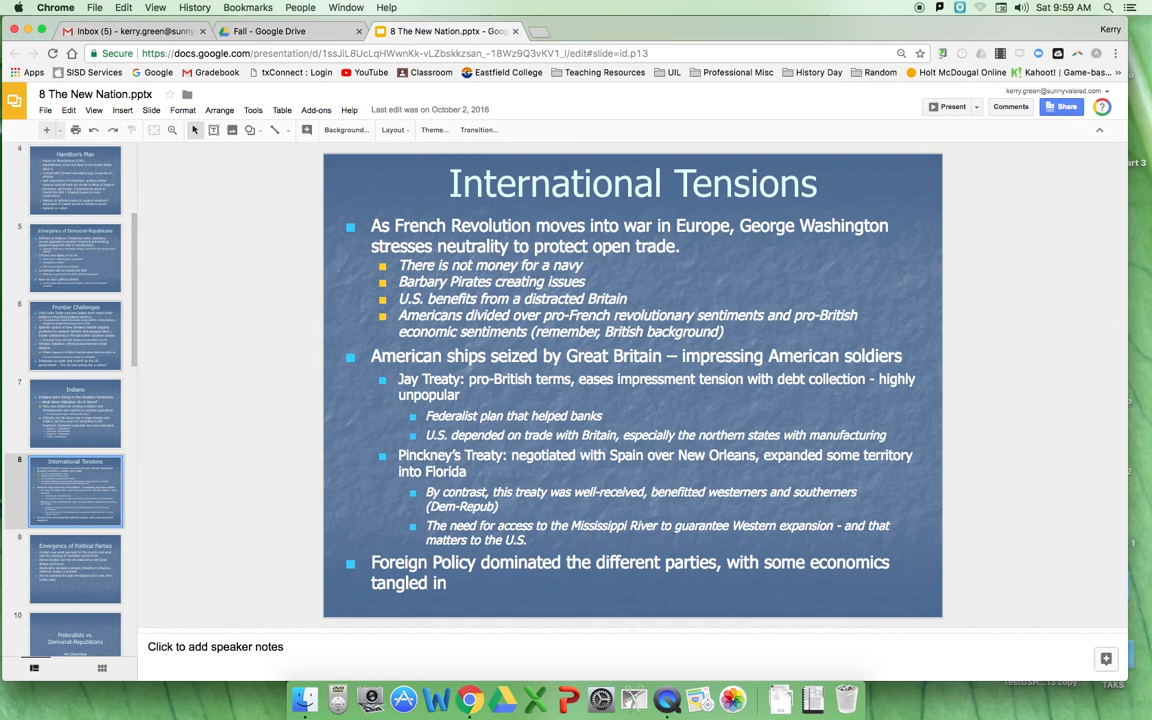 Chrome File Edit View History Bookmarks People Window Help Sat 9:59 AM
Inbox (5) - kerry.green@sunny Fall - Google Drive 8 The New Nation.pptx - Goo Kerry
Secure https://docs.google.com/presentation/d/1ssJiL8UcLqHWwnKk-vLZbskkzsan_-18Wz9Q3vKV1_I/edit#slide=id.p13
Apps SISD Services Google Gradebook txConnect : Login YouTube Classroom Eastfield College Teaching Resources UIL Professional Misc History Day Random Holt McDougal Online Kahoot! | Game-bas...
kerry.green@sunnyvaleisd.com
8 The New Nation.pptx
File Edit View Insert Slide Format Arrange Tools Table Add-ons Help Last edit was on October 2, 2016
Present Comments Share
Background... Layout Theme... Transition...
4
Hamilton's Plan
5
Emergence of Democrat-Republicans
6
Frontier Challenges
7
Indians
8
International Tensions
9
Emergence of Political Parties
10
Federalists vs.
Democrat-Republicans
An Overview
International Tensions
As French Revolution moves into war in Europe, George Washington
stresses neutrality to protect open trade.
There is not money for a navy
Barbary Pirates creating issues
U.S. benefits from a distracted Britain
Americans divided over pro-French revolutionary sentiments and pro-British
economic sentiments (remember, British background)
American ships seized by Great Britain – impressing American soldiers
Jay Treaty: pro-British terms, eases impressment tension with debt collection - highly
unpopular
Federalist plan that helped banks
U.S. depended on trade with Britain, especially the northern states with manufacturing
Pinckney's Treaty: negotiated with Spain over New Orleans, expanded some territory
into Florida
By contrast, this treaty was well-received, benefitted westerners and southerners
(Dem-Repub)
The need for access to the Mississippi River to guarantee Western expansion - and that
matters to the U.S.
Foreign Policy dominated the different parties, with some economics
tangled in
Click to add speaker notes
art 3
TAKS